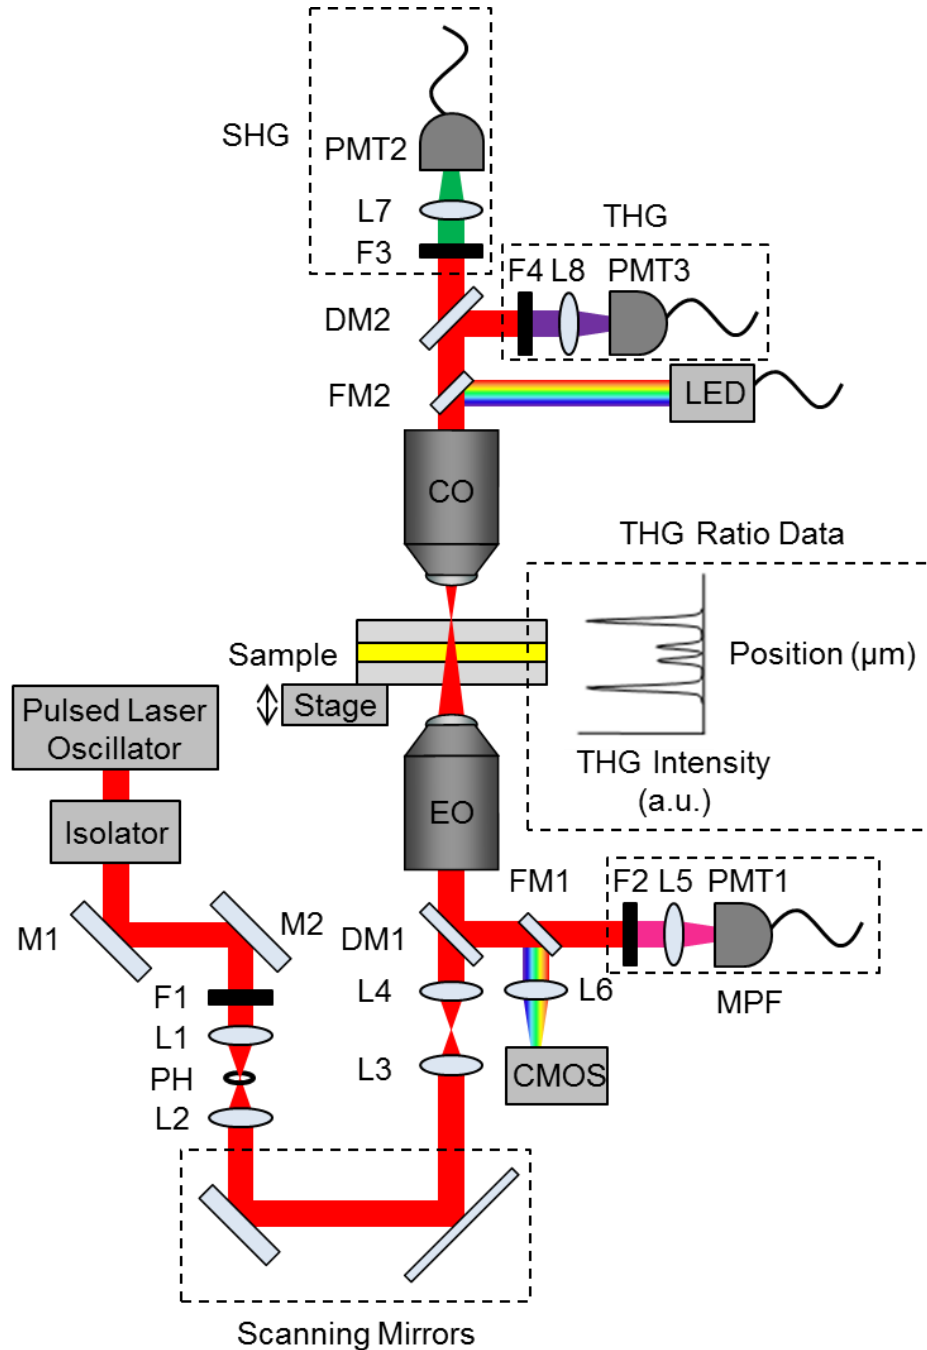 SHG
PMT2
L7
F3
THG
F4 L8 PMT3
DM2
FM2
LED
CO
THG Ratio Data
Position (µm)
THG Intensity
(a.u.)
Sample
Stage
Pulsed Laser
Oscillator
Isolator
EO
M1
M2
DM1
FM1
F2 L5 PMT1
MPF
F1
L1
PH
L2
L4
L3
L6
CMOS
Scanning Mirrors